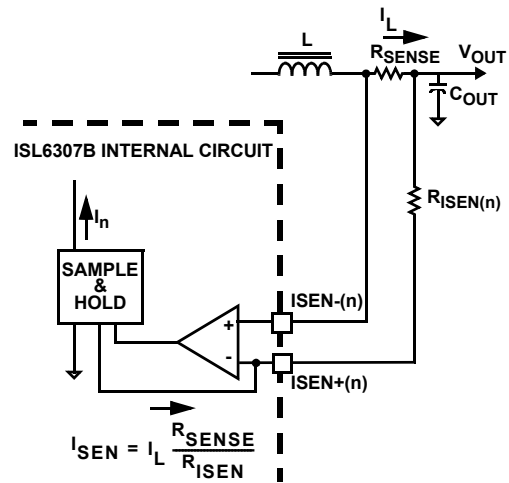 I_L
L
R_SENSE
V_OUT
C_OUT
ISL6307B INTERNAL CIRCUIT
R_ISEN(n)
I_n
SAMPLE
&
HOLD
ISEN-(n)
+
-
ISEN+(n)
I_SEN = I_L R_SENSE / R_ISEN